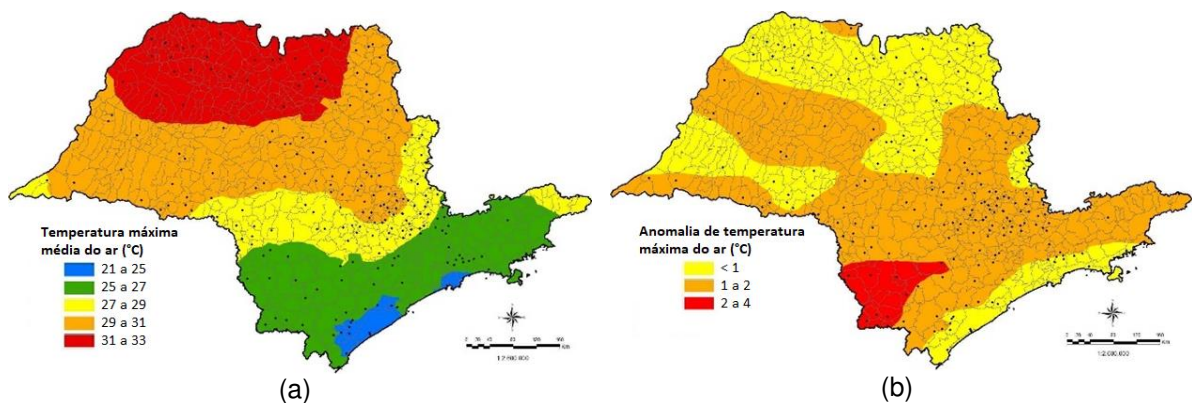 Temperatura máxima
média do ar (°C)
21 a 25
25 a 27
27 a 29
29 a 31
31 a 33
(a)
Anomalia de temperatura
máxima do ar (°C)
< 1
1 a 2
2 a 4
(b)